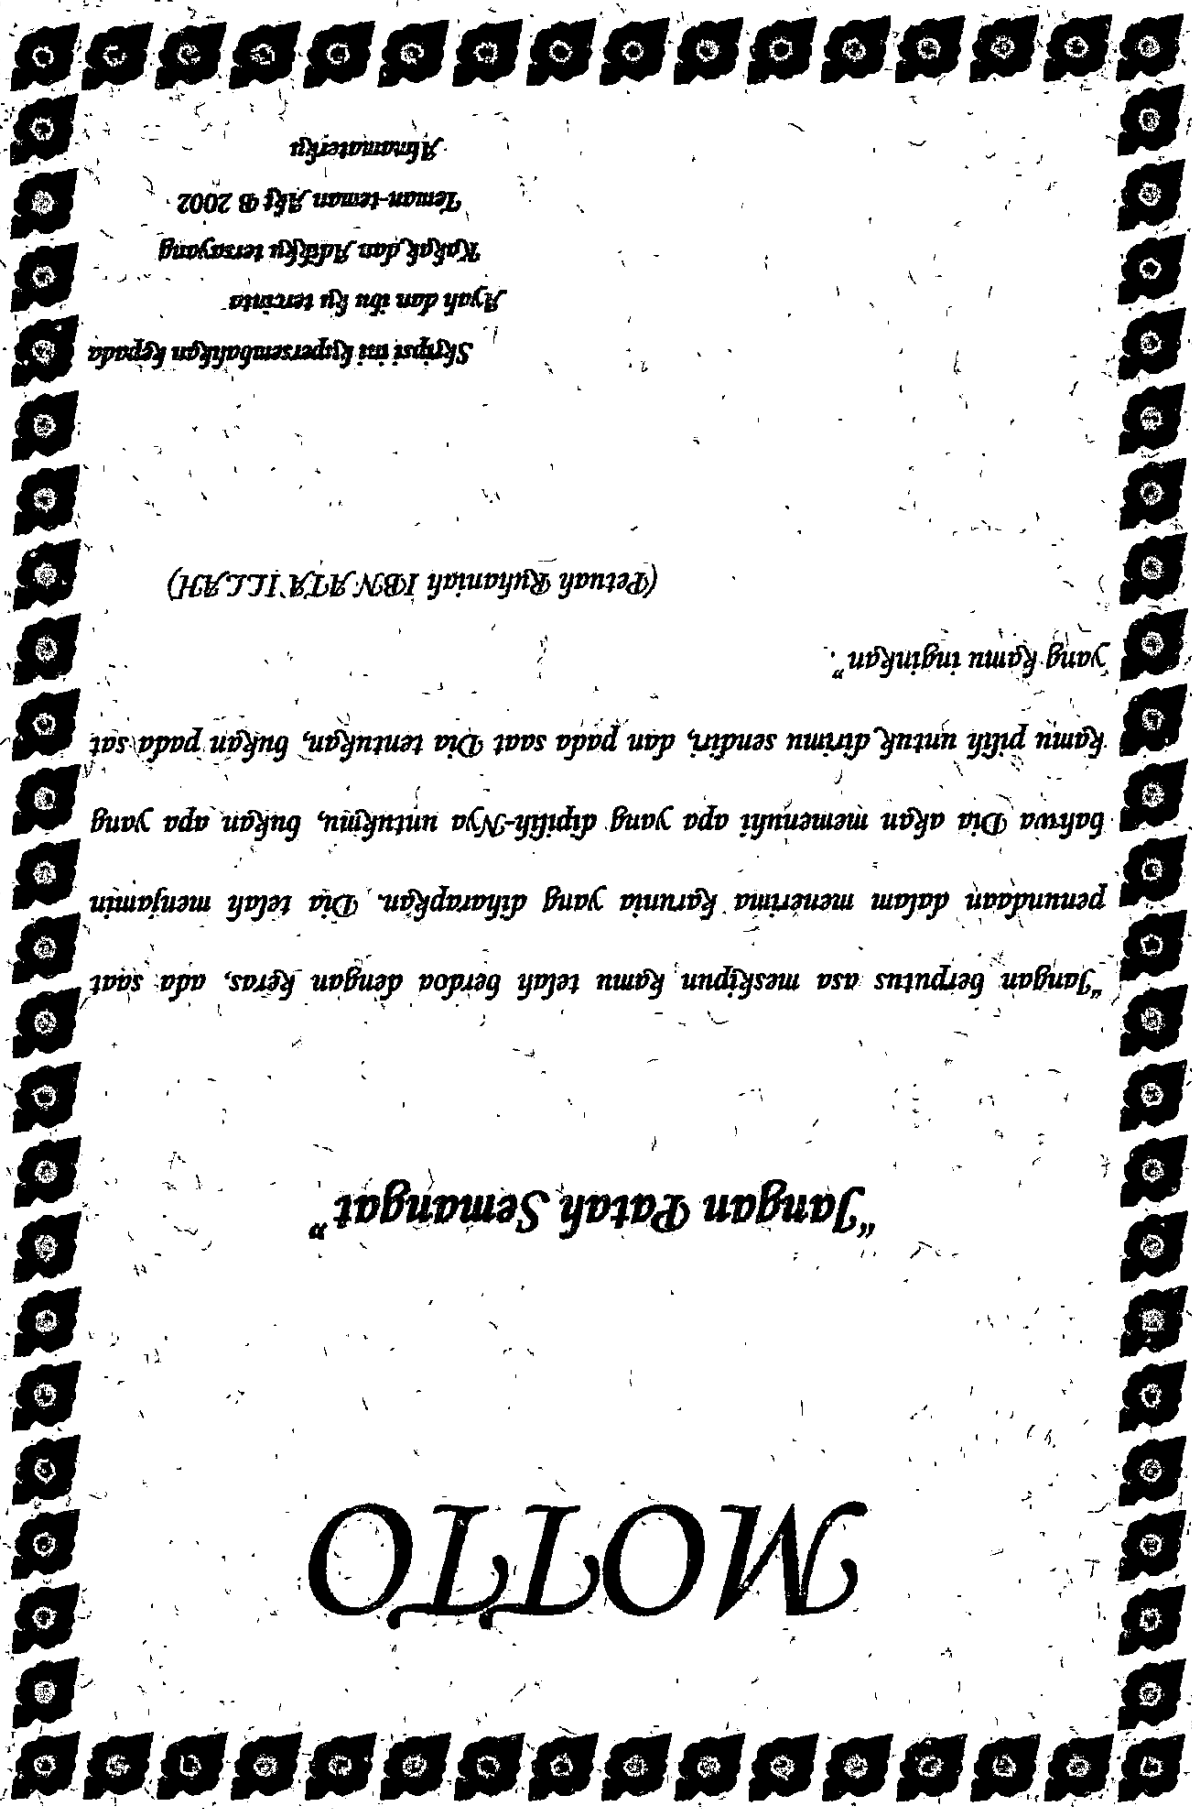 MOTTO
"Jangan Patah Semangat"
"Jangan berputus asa meskipun kamu telah berdoa dengan keras, ada saat
penundaan dalam menerima karunia yang diharapkan. Dia telah menjamin
bahwa Dia akan memenuhi apa yang dipilih-Nya untukmu, bukan apa yang
kamu pilih untuk dirimu sendiri, dan pada saat Dia tentukan, bukan pada sat
yang kamu inginkan".
(Petuah Ruhaniah IBN ATA ILLAH)
Skripsi ini kupersembahkan kepada
Ayah dan ibu ku tercinta
Kakak dan Adikku tersayang
Teman-teman Aks B 2002
Almamaterku